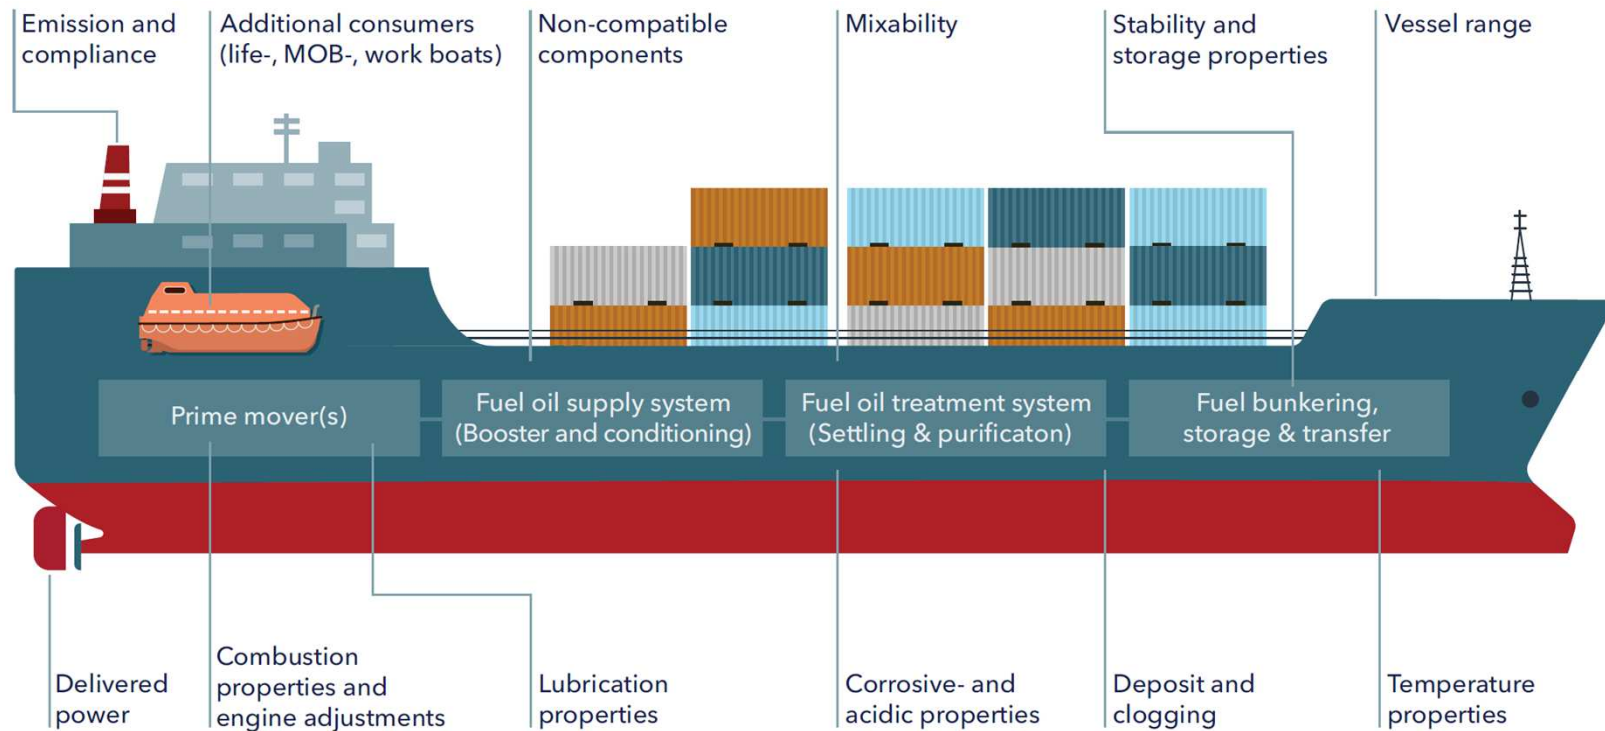 Emission and
compliance
Additional consumers
(life-, MOB-, work boats)
Non-compatible
components
Mixability
Stability and
storage properties
Vessel range
Prime mover(s)
Fuel oil supply system
(Booster and conditioning)
Fuel oil treatment system
(Settling & purificaton)
Fuel bunkering,
storage & transfer
Delivered
power
Combustion
properties and
engine adjustments
Lubrication
properties
Corrosive- and
acidic properties
Deposit and
clogging
Temperature
properties